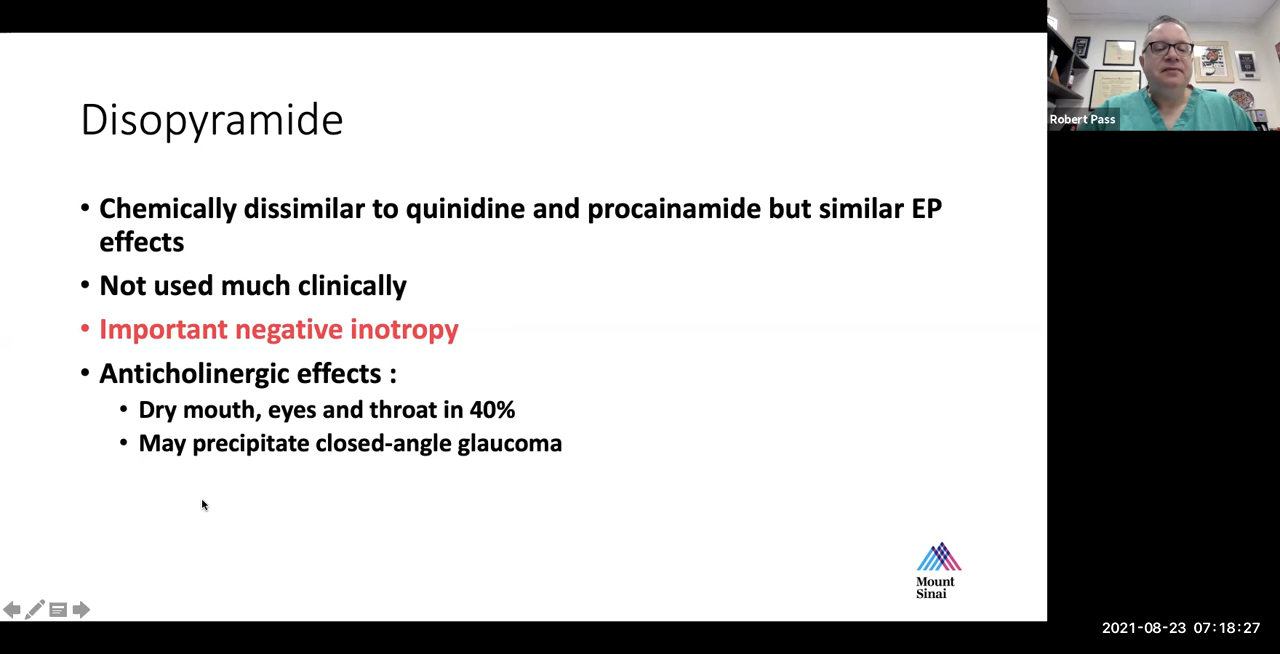 Disopyramide
• Chemically dissimilar to quinidine and procainamide but similar EP
effects
• Not used much clinically
• Important negative inotropy
• Anticholinergic effects :
• Dry mouth, eyes and throat in 40%
• May precipitate closed-angle glaucoma
Mount
Sinai
Robert Pass
2021-08-23 07:18:27